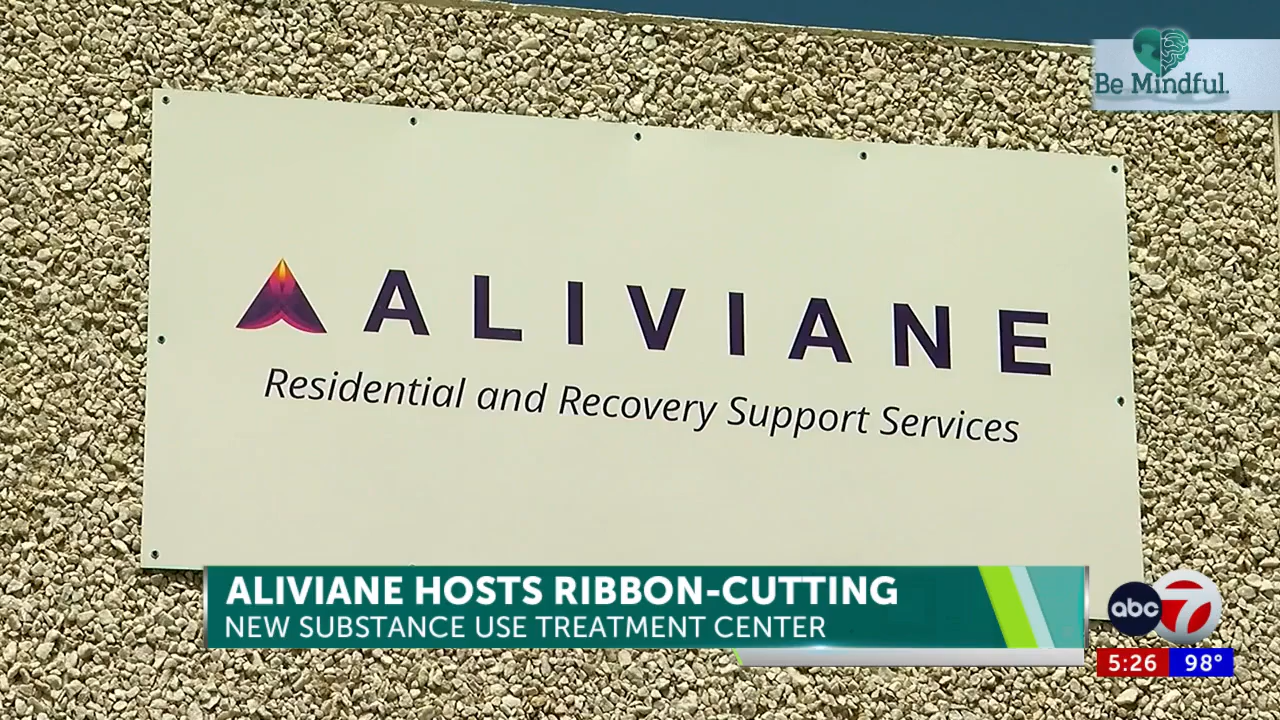 Be Mindful.
ALIVIANE
Residential and Recovery Support Services
ALIVIANE HOSTS RIBBON-CUTTING
NEW SUBSTANCE USE TREATMENT CENTER
abc 7
5:26 98°